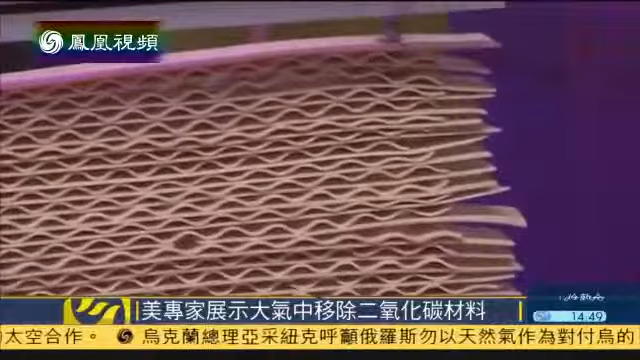 鳳凰視頻
美專家展示大氣中移除二氧化碳材料
14:49
太空合作。 烏克蘭總理亞采紐克呼籲俄羅斯勿以天然氣作為對付烏的